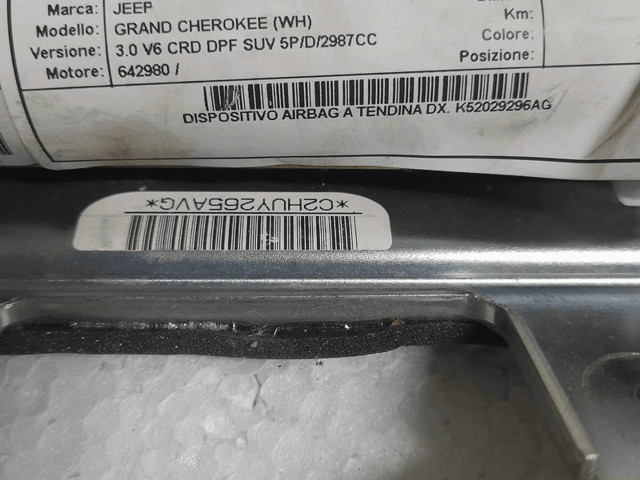 Marca: JEEP
Modello: GRAND CHEROKEE (WH) Km:
Versione: 3.0 V6 CRD DPF SUV 5P/D/2987CC Colore:
Motore: 642980 / Posizione:
DISPOSITIVO AIRBAG A TENDINA DX. K52029296AG
*C2HUY265AVG*